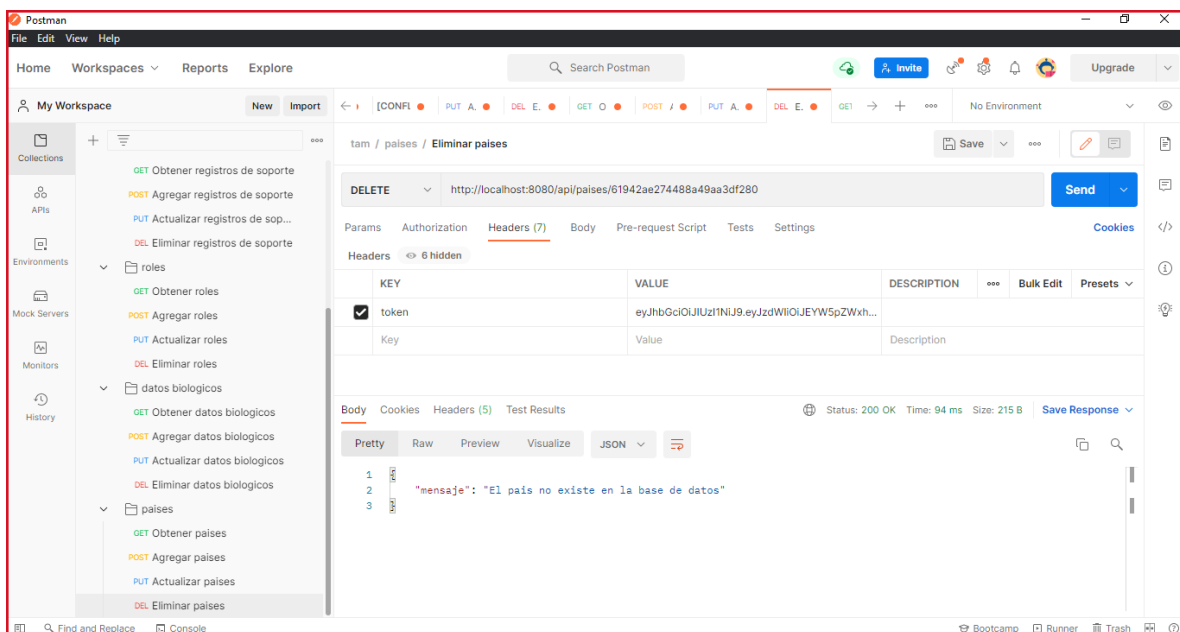 Postman
File Edit View Help
Home Workspaces Reports Explore Search Postman Invite Upgrade
My Workspace New Import [CONFL PUT A. DEL E. GET O POST A PUT A. DEL E. GET No Environment
Collections
APIs
Environments
Mock Servers
Monitors
History
GET Obtener registros de soporte
POST Agregar registros de soporte
PUT Actualizar registros de sop...
DEL Eliminar registros de soporte
roles
GET Obtener roles
POST Agregar roles
PUT Actualizar roles
DEL Eliminar roles
datos biologicos
GET Obtener datos biologicos
POST Agregar datos biologicos
PUT Actualizar datos biologicos
DEL Eliminar datos biologicos
paises
GET Obtener paises
POST Agregar paises
PUT Actualizar paises
DEL Eliminar paises
tam / paises / Eliminar paises Save
DELETE http://localhost:8080/api/paises/61942ae274488a49aa3df280 Send
Params Authorization Headers (7) Body Pre-request Script Tests Settings Cookies
Headers 6 hidden
KEY VALUE DESCRIPTION Bulk Edit Presets
token eyJhbGciOiJIUzI1NiJ9.eyJzdWIiOiJEYW5pZWxh...
Key Value Description
Body Cookies Headers (5) Test Results Status: 200 OK Time: 94 ms Size: 215 B Save Response
Pretty Raw Preview Visualize JSON
1 {
2 "mensaje": "El pais no existe en la base de datos"
3 }
Find and Replace Console Bootcamp Runner Trash